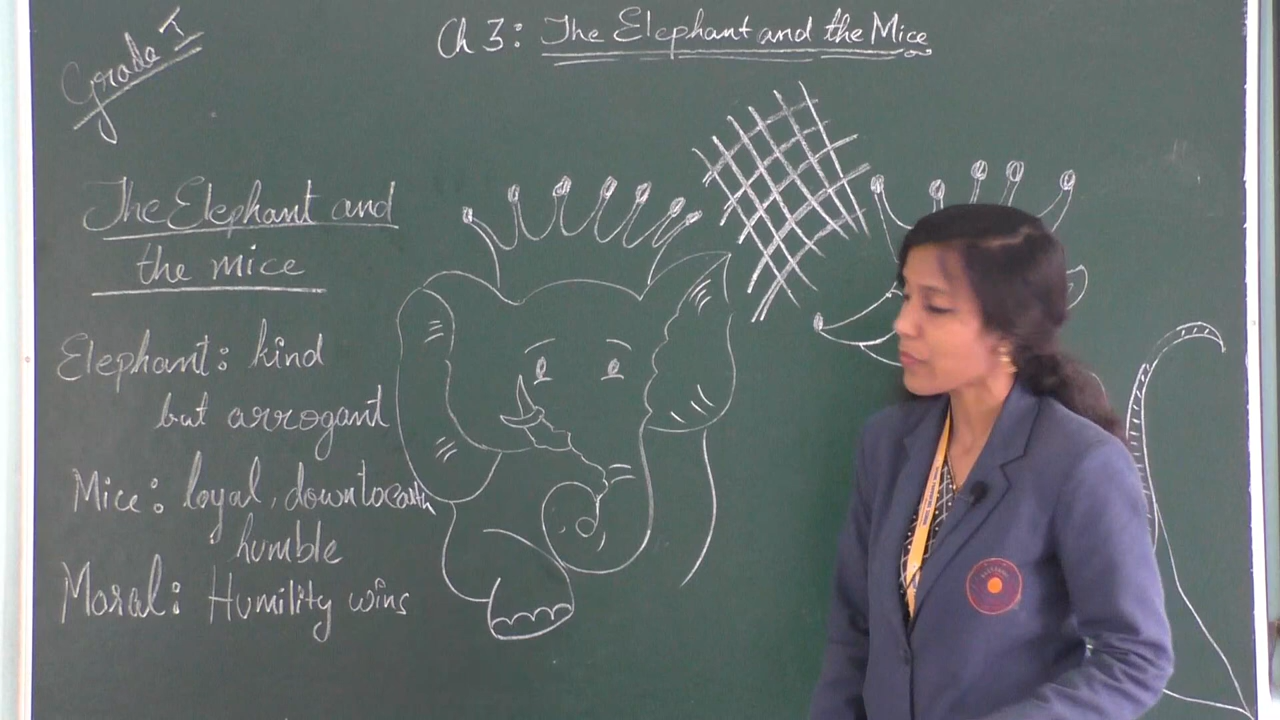 Grade I
Ch 3: The Elephant and the Mice
The Elephant and
the mice
Elephant: kind
but arrogant
Mice: loyal, down to earth
humble
Moral: Humility wins